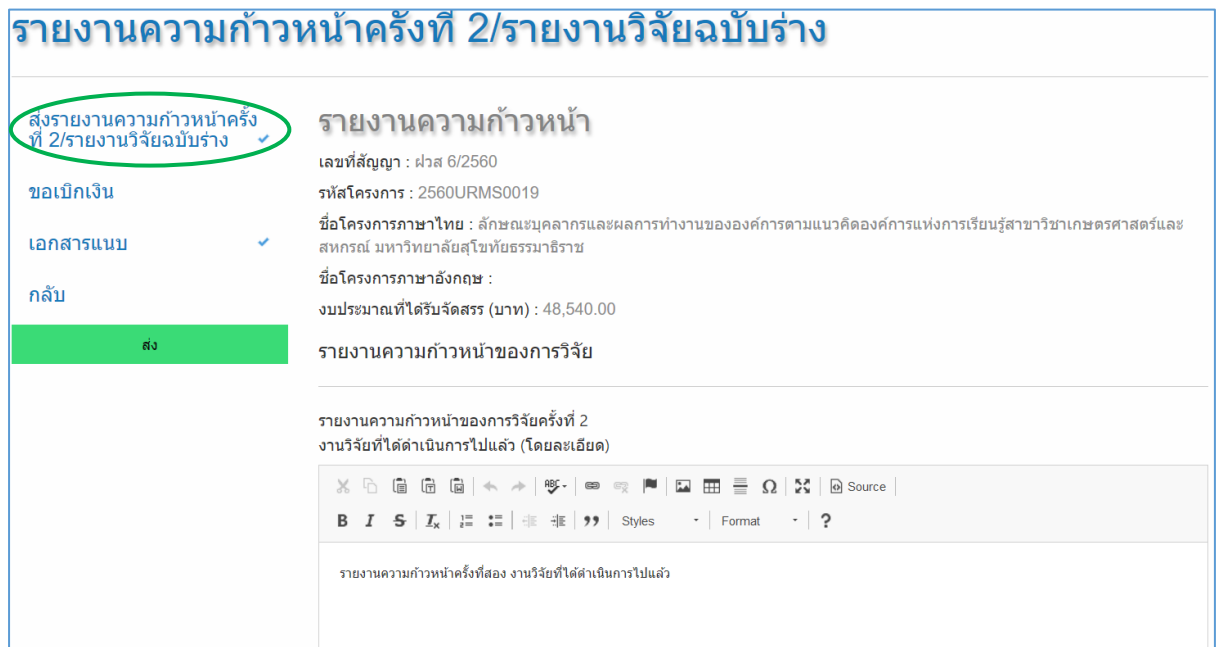 รายงานความก้าวหน้าครั้งที่ 2/รายงานวิจัยฉบับร่าง
ส่งรายงานความก้าวหน้าครั้ง
ที่ 2/รายงานวิจัยฉบับร่าง
ขอเบิกเงิน
เอกสารแนบ
กลับ
ส่ง
รายงานความก้าวหน้า
เลขที่สัญญา : ฝวส 6/2560
รหัสโครงการ : 2560URMS0019
ชื่อโครงการภาษาไทย : ลักษณะบุคลากรและผลการทำงานขององค์การตามแนวคิดองค์การแห่งการเรียนรู้สาขาวิชาเกษตรศาสตร์และ
สหกรณ์ มหาวิทยาลัยสุโขทัยธรรมาธิราช
ชื่อโครงการภาษาอังกฤษ :
งบประมาณที่ได้รับจัดสรร (บาท) : 48,540.00
รายงานความก้าวหน้าของการวิจัย
รายงานความก้าวหน้าของการวิจัยครั้งที่ 2
งานวิจัยที่ได้ดำเนินการไปแล้ว (โดยละเอียด)
Source
Styles Format ?
รายงานความก้าวหน้าครั้งที่สอง งานวิจัยที่ได้ดำเนินการไปแล้ว